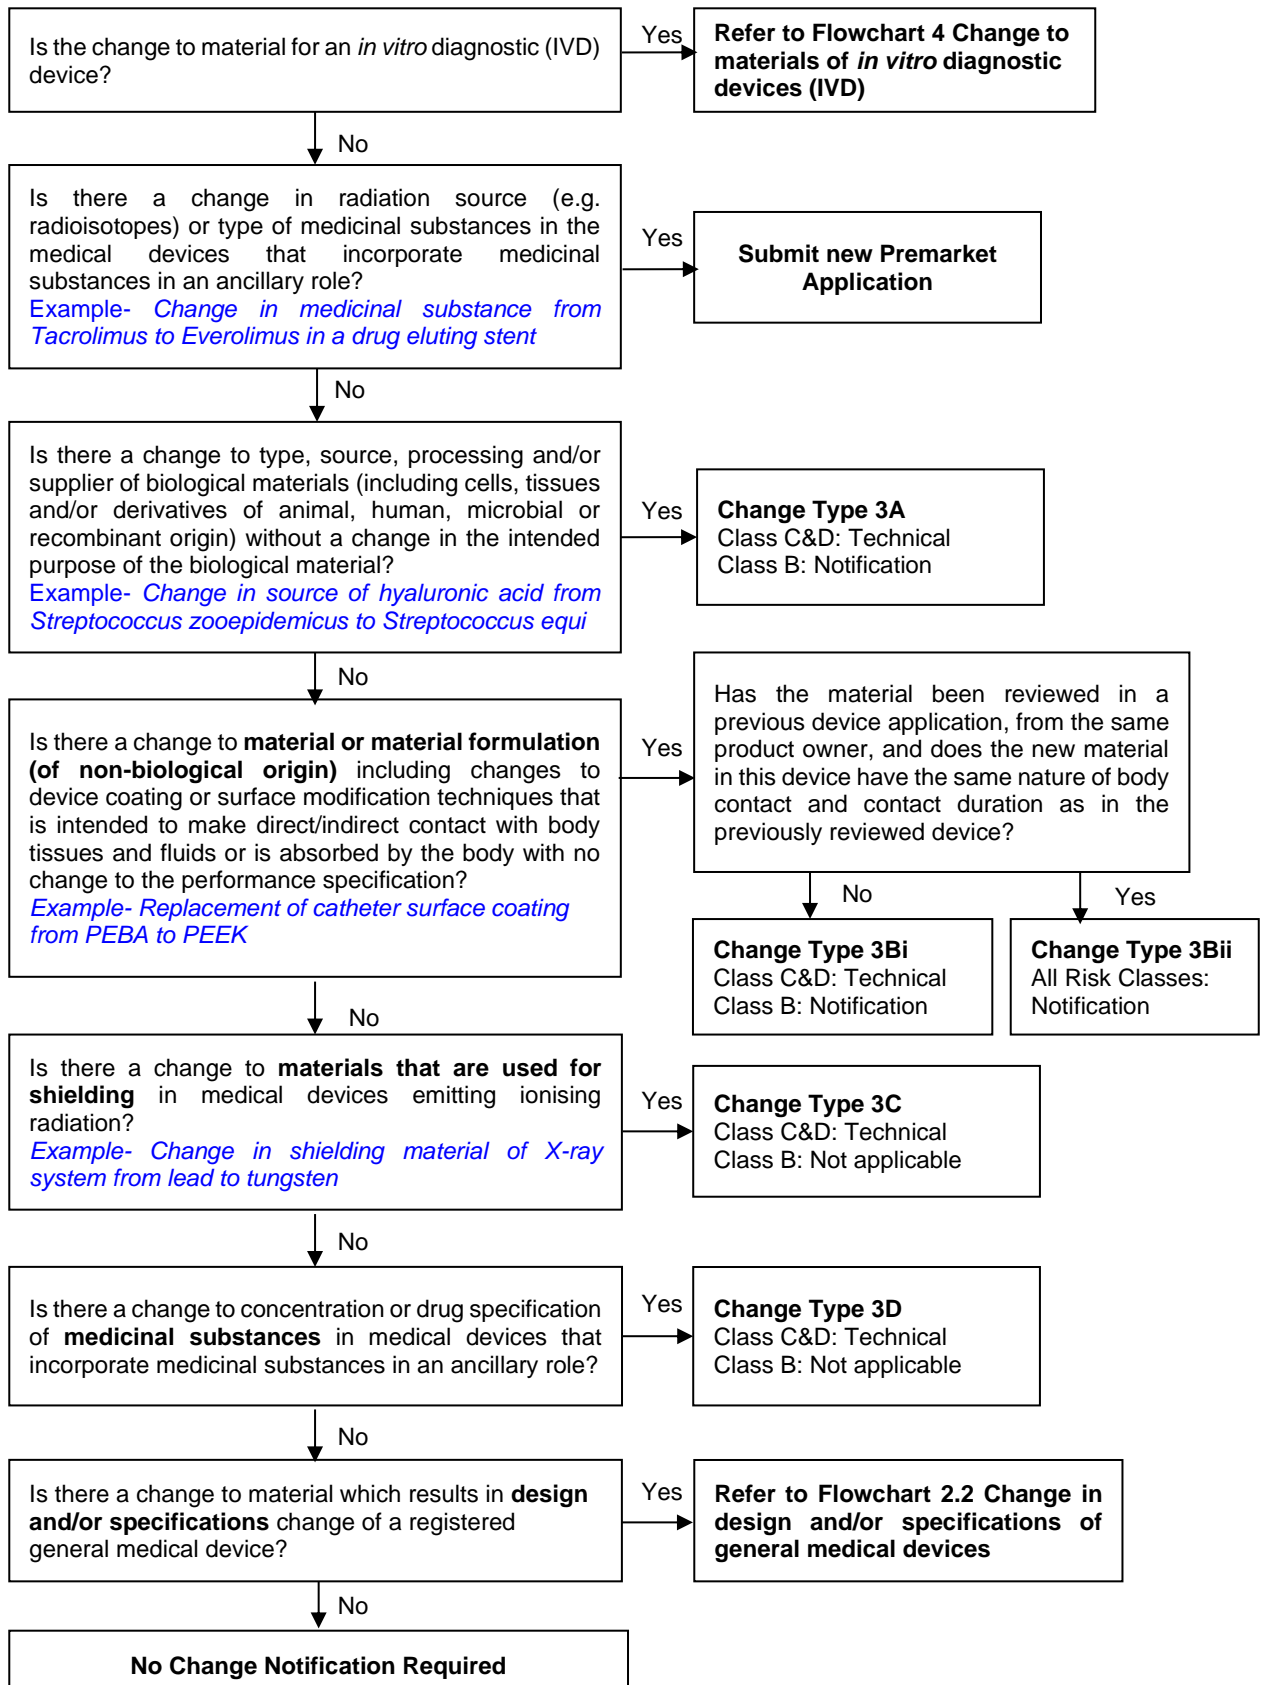 Is the change to material for an in vitro diagnostic (IVD)
device?
Yes
Refer to Flowchart 4 Change to
materials of in vitro diagnostic
devices (IVD)
No
Is there a change in radiation source (e.g.
radioisotopes) or type of medicinal substances in the
medical devices that incorporate medicinal
substances in an ancillary role?
Example- Change in medicinal substance from
Tacrolimus to Everolimus in a drug eluting stent
Yes
Submit new Premarket
Application
No
Is there a change to type, source, processing and/or
supplier of biological materials (including cells, tissues
and/or derivatives of animal, human, microbial or
recombinant origin) without a change in the intended
purpose of the biological material?
Example- Change in source of hyaluronic acid from
Streptococcus zooepidemicus to Streptococcus equi
Yes
Change Type 3A
Class C&D: Technical
Class B: Notification
No
Is there a change to material or material formulation
(of non-biological origin) including changes to
device coating or surface modification techniques that
is intended to make direct/indirect contact with body
tissues and fluids or is absorbed by the body with no
change to the performance specification?
Example- Replacement of catheter surface coating
from PEBA to PEEK
Yes
Has the material been reviewed in a
previous device application, from the same
product owner, and does the new material
in this device have the same nature of body
contact and contact duration as in the
previously reviewed device?
No
Yes
Change Type 3Bi
Class C&D: Technical
Class B: Notification
Change Type 3Bii
All Risk Classes:
Notification
No
Is there a change to materials that are used for
shielding in medical devices emitting ionising
radiation?
Example- Change in shielding material of X-ray
system from lead to tungsten
Yes
Change Type 3C
Class C&D: Technical
Class B: Not applicable
No
Is there a change to concentration or drug specification
of medicinal substances in medical devices that
incorporate medicinal substances in an ancillary role?
Yes
Change Type 3D
Class C&D: Technical
Class B: Not applicable
No
Is there a change to material which results in design
and/or specifications change of a registered
general medical device?
Yes
Refer to Flowchart 2.2 Change in
design and/or specifications of
general medical devices
No
No Change Notification Required